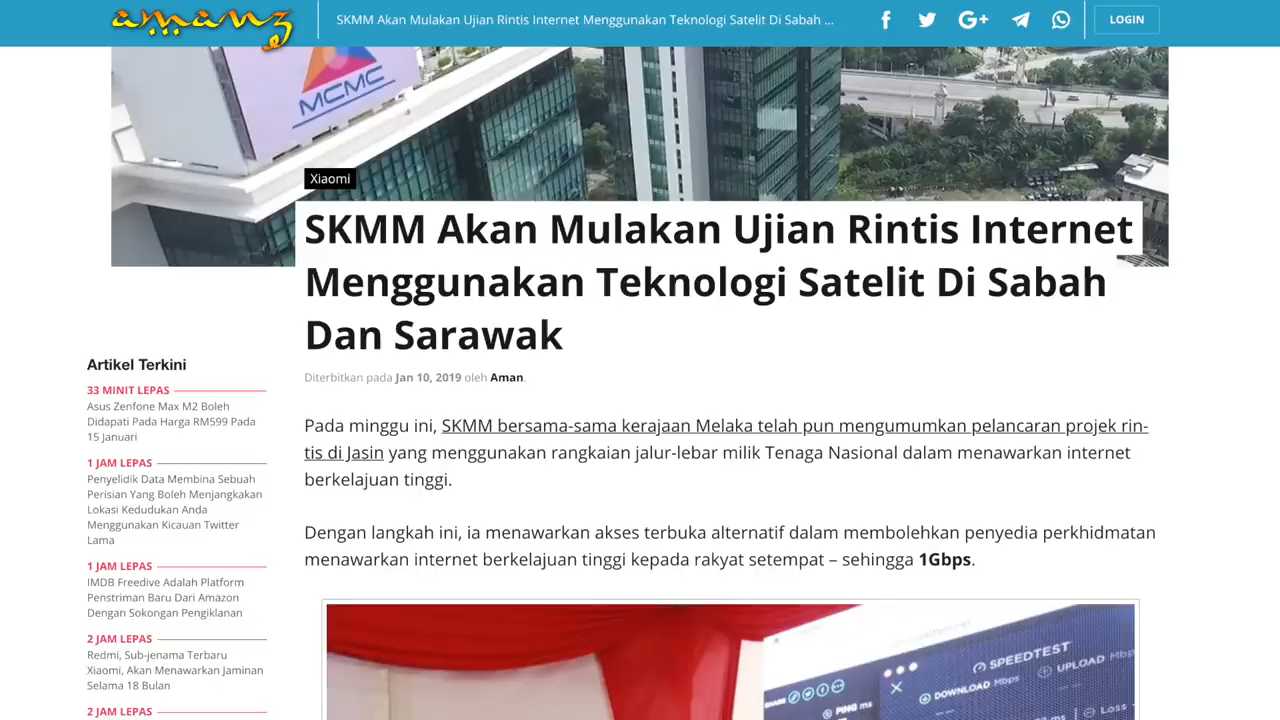 amanz
SKMM Akan Mulakan Ujian Rintis Internet Menggunakan Teknologi Satelit Di Sabah ...
LOGIN
MCMC
Xiaomi
SKMM Akan Mulakan Ujian Rintis Internet
Menggunakan Teknologi Satelit Di Sabah
Dan Sarawak
Diterbitkan pada Jan 10, 2019 oleh Aman.
Pada minggu ini, SKMM bersama-sama kerajaan Melaka telah pun mengumumkan pelancaran projek rin-
tis di Jasin yang menggunakan rangkaian jalur-lebar milik Tenaga Nasional dalam menawarkan internet
berkelajuan tinggi.
Dengan langkah ini, ia menawarkan akses terbuka alternatif dalam membolehkan penyedia perkhidmatan
menawarkan internet berkelajuan tinggi kepada rakyat setempat – sehingga 1Gbps.
Artikel Terkini
33 MINIT LEPAS
Asus Zenfone Max M2 Boleh
Didapati Pada Harga RM599 Pada
15 Januari
1 JAM LEPAS
Penyelidik Data Membina Sebuah
Perisian Yang Boleh Menjangkakan
Lokasi Kedudukan Anda
Menggunakan Kicauan Twitter
Lama
1 JAM LEPAS
IMDB Freedive Adalah Platform
Penstriman Baru Dari Amazon
Dengan Sokongan Pengiklanan
2 JAM LEPAS
Redmi, Sub-jenama Terbaru
Xiaomi, Akan Menawarkan Jaminan
Selama 18 Bulan
2 JAM LEPAS
SPEEDTEST
SHARE
PING ms
DOWNLOAD Mbps
UPLOAD Mbp
ms
Loss